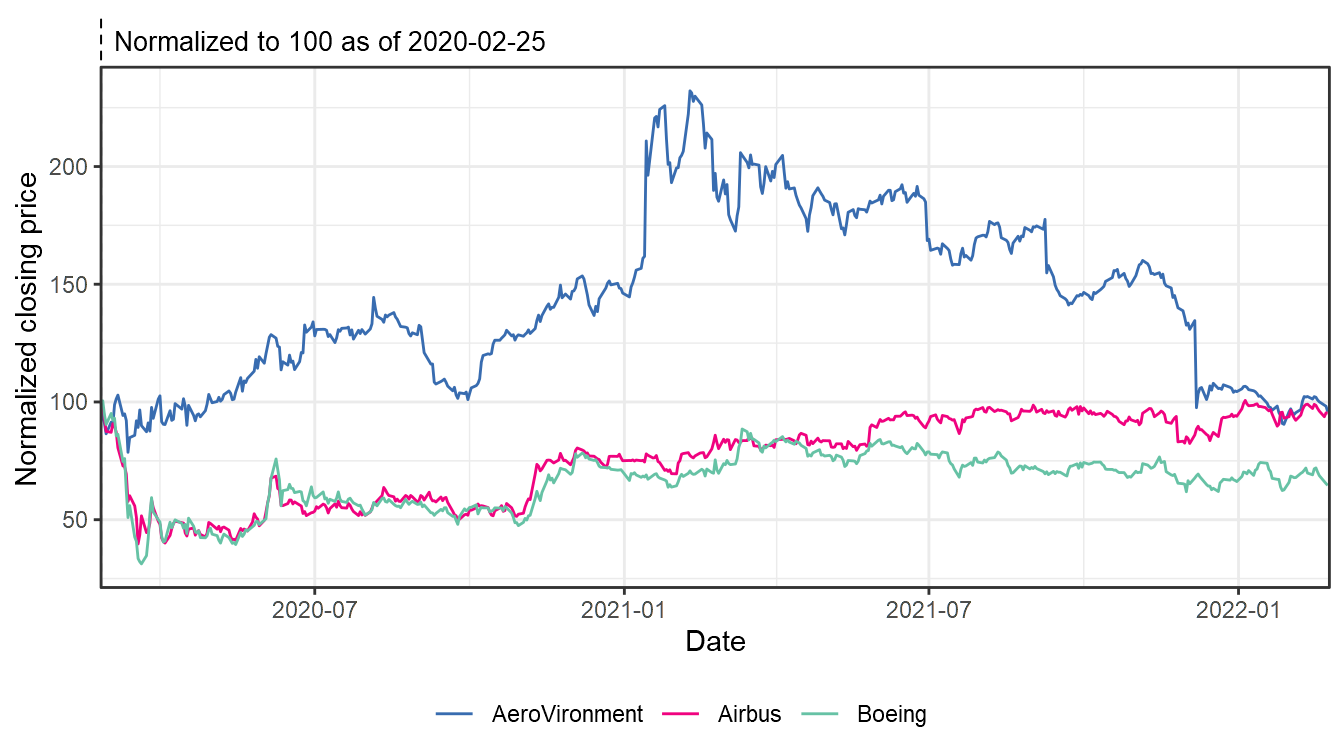 Normalized to 100 as of 2020-02-25
Normalized closing price
200
150
100
50
2020-07
2021-01
2021-07
2022-01
Date
AeroVironment
Airbus
Boeing